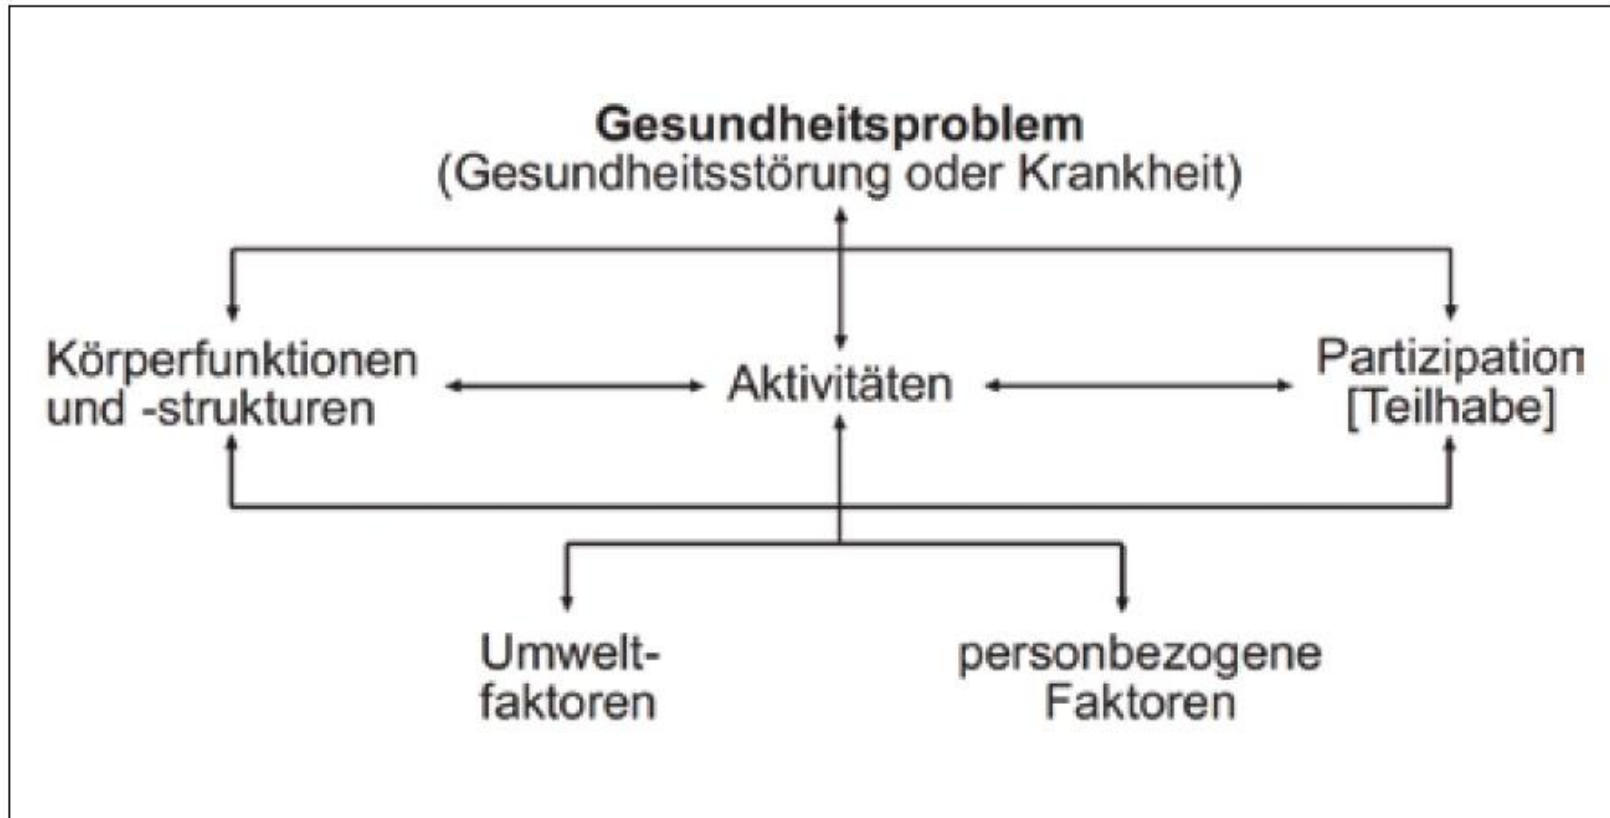 Gesundheitsproblem
(Gesundheitsstörung oder Krankheit)
Körperfunktionen
und -strukturen
Aktivitäten
Partizipation
[Teilhabe]
Umwelt-
faktoren
personbezogene
Faktoren